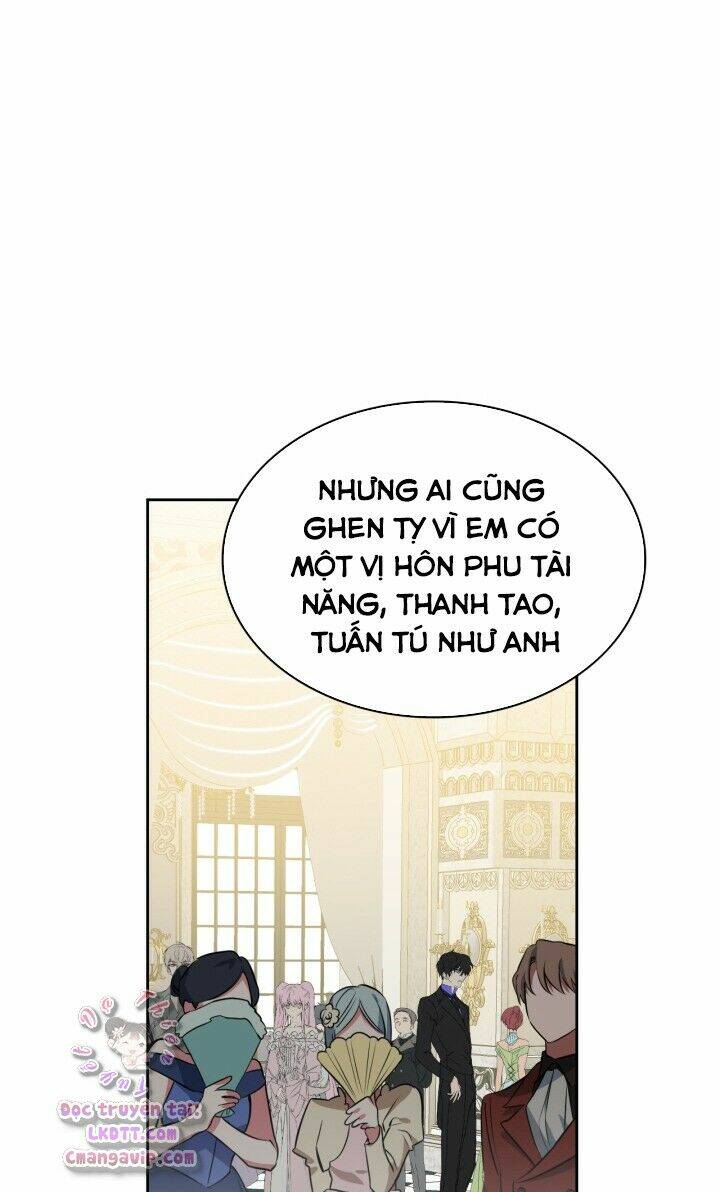 NHƯNG AI CŨNG
GHEN TỴ VÌ EM CÓ
MỘT VỊ HÔN PHU TÀI
NĂNG, THANH TAO,
TUẤN TÚ NHƯ ANH
Đọc truyện tại:
LKDTT.com
Cmangavip.com